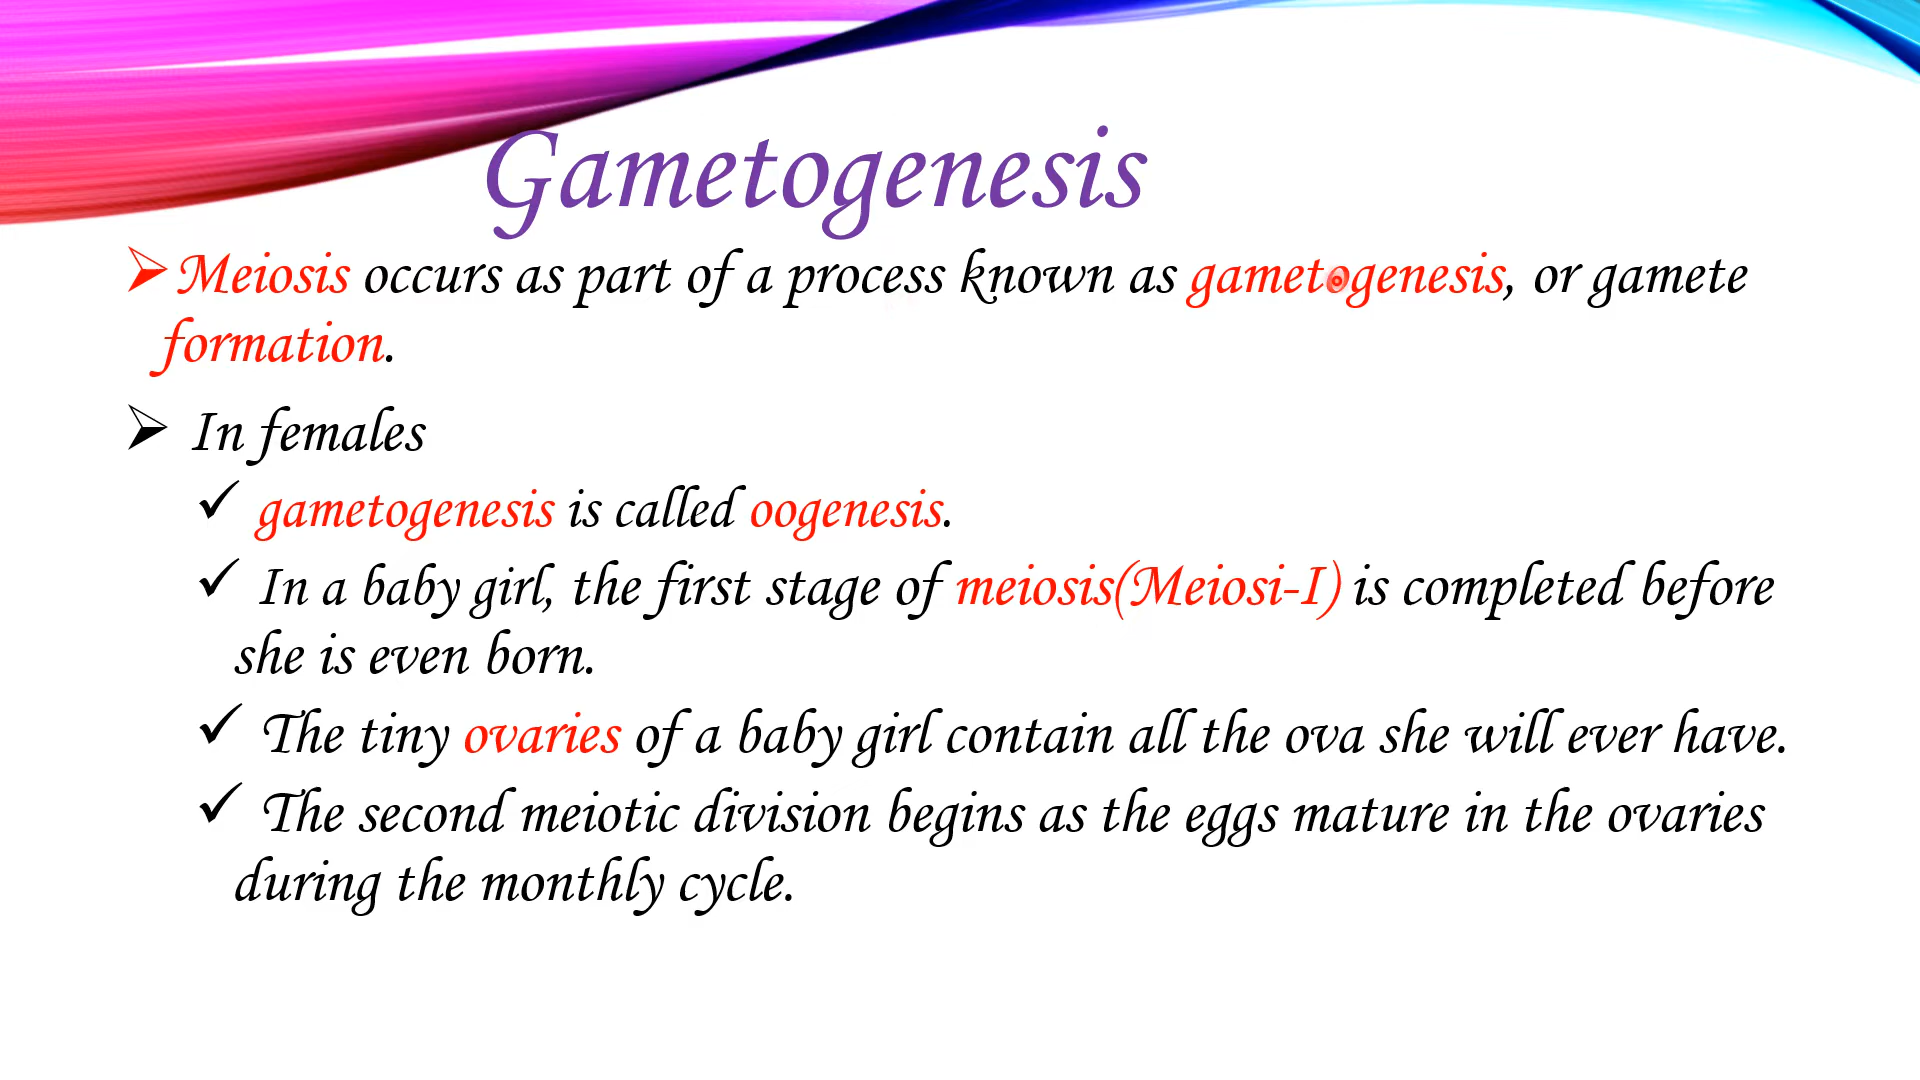 Gametogenesis
Meiosis occurs as part of a process known as gametogenesis, or gamete
formation.
In females
gametogenesis is called oogenesis.
In a baby girl, the first stage of meiosis(Meiosi-I) is completed before
she is even born.
The tiny ovaries of a baby girl contain all the ova she will ever have.
The second meiotic division begins as the eggs mature in the ovaries
during the monthly cycle.